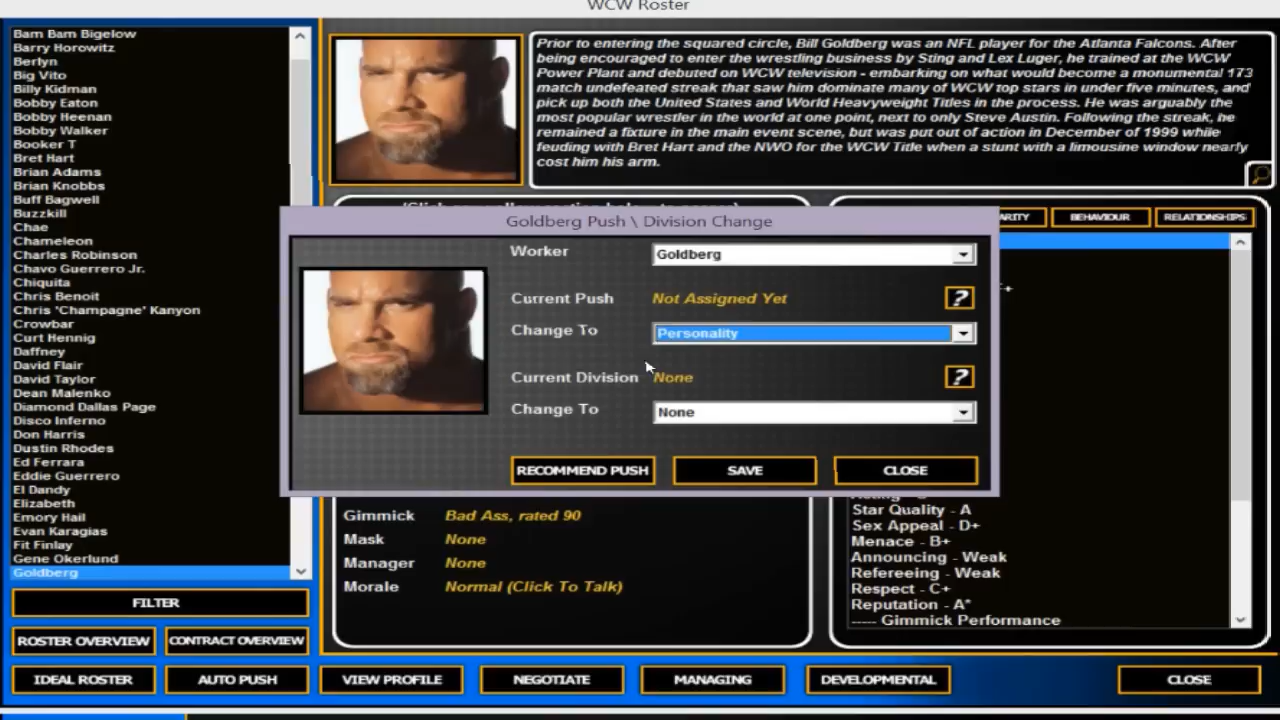 WCW Roster
Bam Bam Bigelow
Barry Horowitz
Berlyn
Big Vito
Billy Kidman
Bobby Eaton
Bobby Heenan
Bobby Walker
Booker T
Bret Hart
Brian Adams
Brian Knobbs
Buff Bagwell
Buzzkill
Chae
Chameleon
Charles Robinson
Chavo Guerrero Jr.
Chiquita
Chris Benoit
Chris 'Champagne' Kanyon
Crowbar
Curt Hennig
Daffney
David Flair
David Taylor
Dean Malenko
Diamond Dallas Page
Disco Inferno
Don Harris
Dustin Rhodes
Ed Ferrara
Eddie Guerrero
El Dandy
Elizabeth
Emory Hail
Evan Karagias
Fit Finlay
Gene Okerlund
Goldberg
FILTER
ROSTER OVERVIEW
CONTRACT OVERVIEW
Prior to entering the squared circle, Bill Goldberg was an NFL player for the Atlanta Falcons. After
being encouraged to enter the wrestling business by Sting and Lex Luger, he trained at the WCW
Power Plant and debuted on WCW television - embarking on what would become a monumental 173
match undefeated streak that saw him dominate many of WCW top stars in under five minutes, and
pick up both the United States and World Heavyweight Titles in the process. He was arguably the
most popular wrestler in the world at one point, next to only Steve Austin. Following the streak, he
remained a fixture in the main event scene, but was put out of action in December of 1999 while
feuding with Bret Hart and the NWO for the WCW Title when a stunt with a limousine window nearly
cost him his arm.
BEHAVIOUR
RELATIONSHIPS
Goldberg Push \ Division Change
Worker
Goldberg
Current Push
Not Assigned Yet
?
Change To
Personality
Current Division
None
?
Change To
None
RECOMMEND PUSH
SAVE
CLOSE
Gimmick
Bad Ass, rated 90
Mask
None
Manager
None
Morale
Normal (Click To Talk)
Star Quality - A
Sex Appeal - D+
Menace - B+
Announcing - Weak
Refereeing - Weak
Respect - C+
Reputation - A*
----- Gimmick Performance
IDEAL ROSTER
AUTO PUSH
VIEW PROFILE
NEGOTIATE
MANAGING
DEVELOPMENTAL
CLOSE